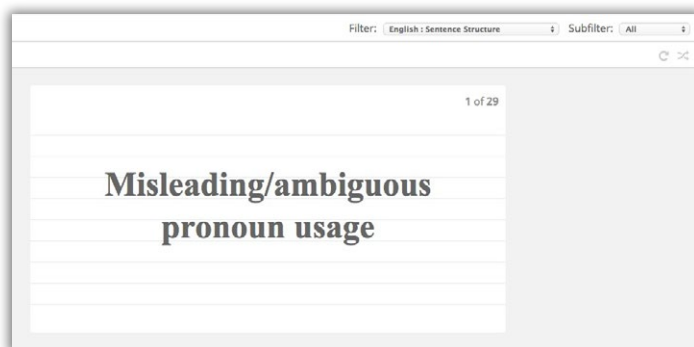 Filter: English : Sentence Structure Subfilter: All
1 of 29
Misleading/ambiguous
pronoun usage